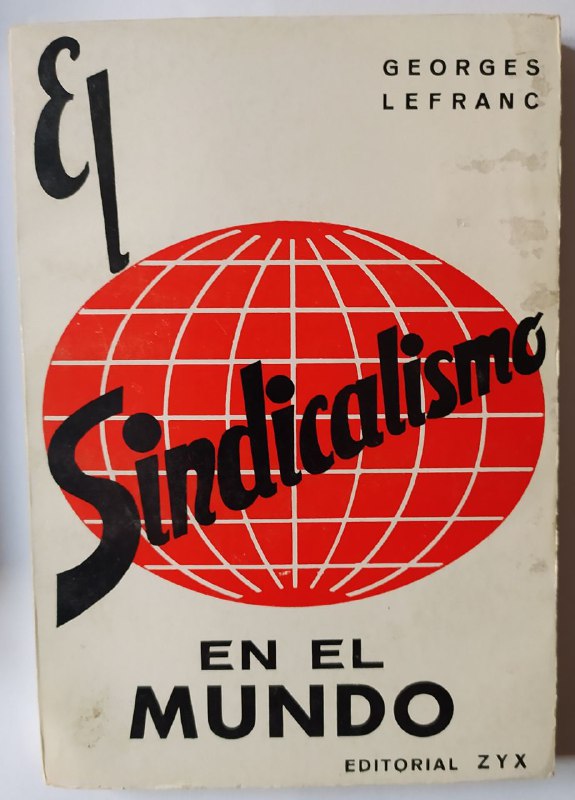 GEORGES
LEFRANC
El
Sindicalismo
EN EL
MUNDO
EDITORIAL ZYX